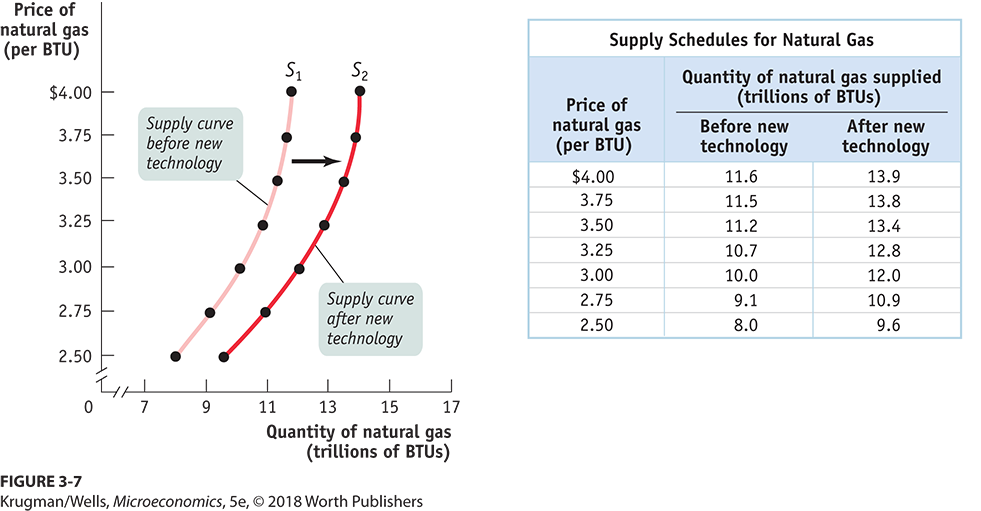 Price of
natural gas
(per BTU)
$4.00
3.75
3.50
3.25
3.00
2.75
2.50
0
7 9 11 13 15 17
Quantity of natural gas
(trillions of BTUs)
S1
S2
Supply curve
before new
technology
Supply curve
after new
technology
Supply Schedules for Natural Gas
Price of
natural gas
(per BTU)
Quantity of natural gas supplied
(trillions of BTUs)
Before new
technology
After new
technology
$4.00 11.6 13.9
3.75 11.5 13.8
3.50 11.2 13.4
3.25 10.7 12.8
3.00 10.0 12.0
2.75 9.1 10.9
2.50 8.0 9.6
FIGURE 3-7
Krugman/Wells, Microeconomics, 5e, © 2018 Worth Publishers